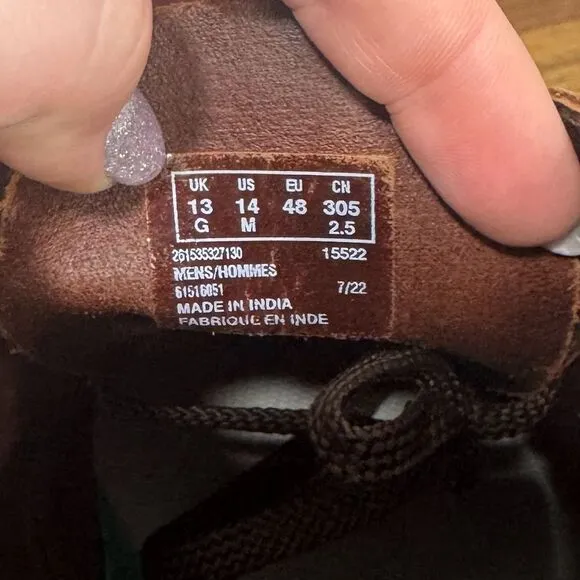 UK US EU CN
13 14 48 305
G M 2.5
261535327130 15522
MENS/HOMMES
61516051 7/22
MADE IN INDIA
FABRIQUE EN INDE